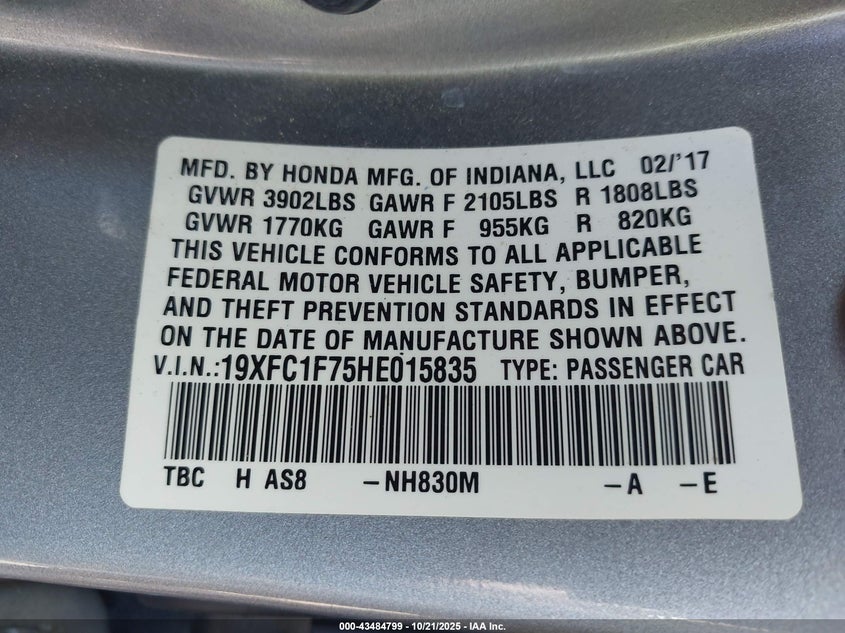 MFD. BY HONDA MFG. OF INDIANA, LLC 02/'17
GVWR 3902LBS GAWR F 2105LBS R 1808LBS
GVWR 1770KG GAWR F 955KG R 820KG
THIS VEHICLE CONFORMS TO ALL APPLICABLE
FEDERAL MOTOR VEHICLE SAFETY, BUMPER,
AND THEFT PREVENTION STANDARDS IN EFFECT
ON THE DATE OF MANUFACTURE SHOWN ABOVE.
V.I.N.:19XFC1F75HE015835 TYPE: PASSENGER CAR
TBC H AS8 -NH830M -A -E
000-43484799 - 10/21/2025 - IAA Inc.